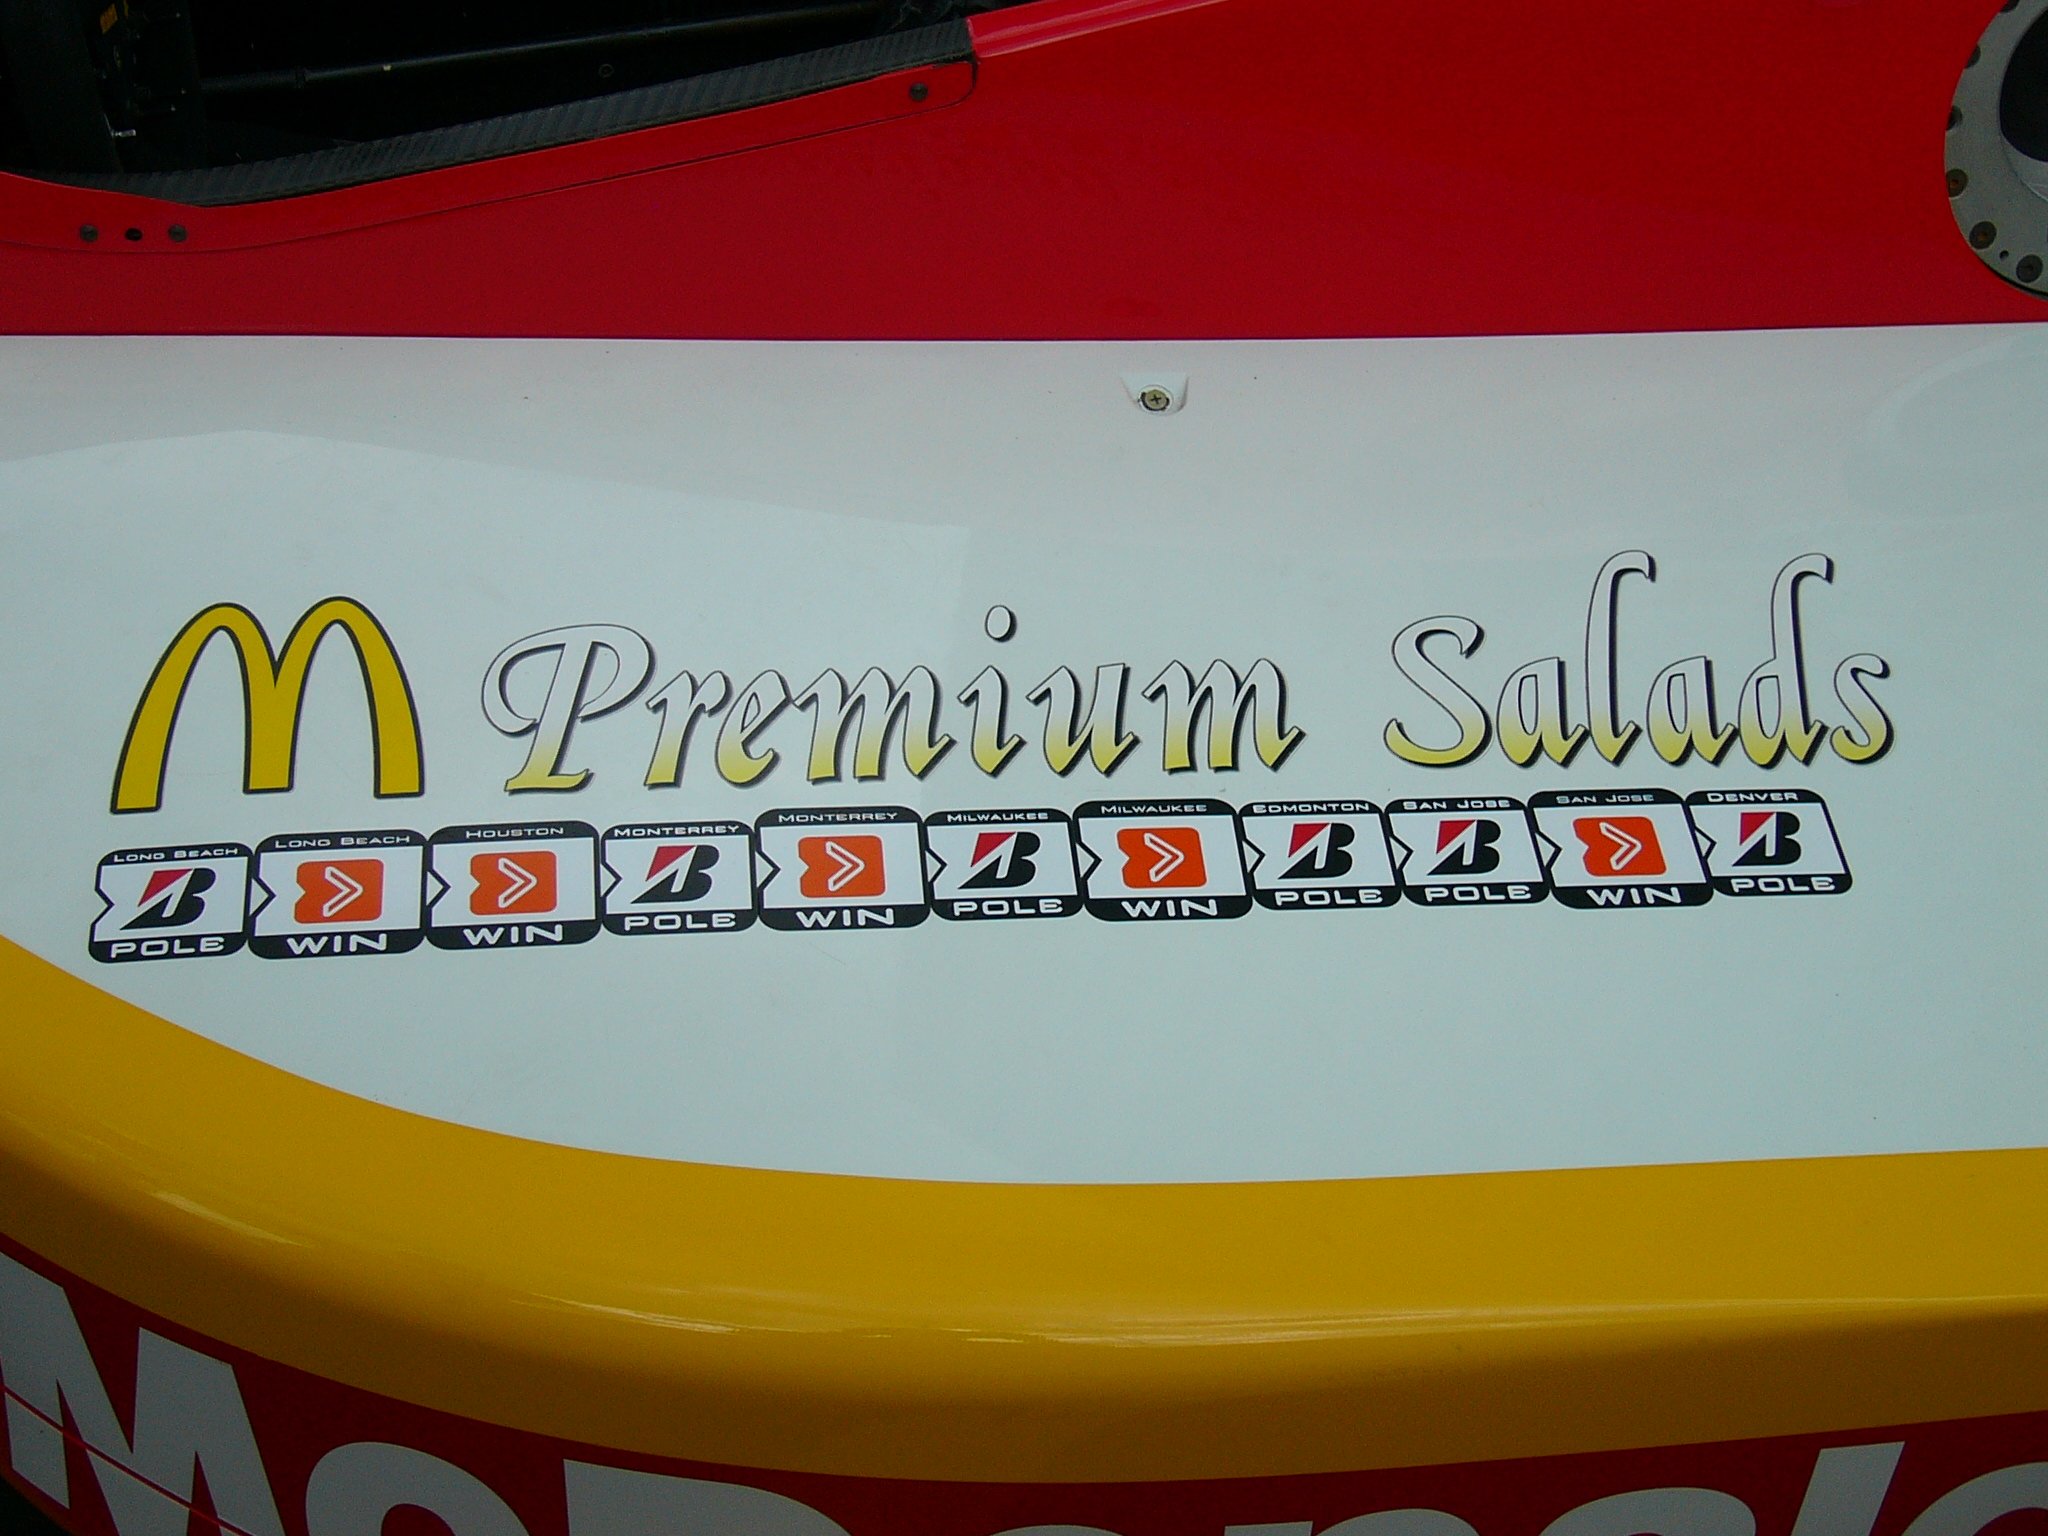 M Premium Salads
LONG BEACH LONG BEACH HOUSTON MONTERREY MONTERREY MILWAUKEE MILWAUKEE EDMONTON SAN JOSE SAN JOSE DENVER
B B B B B B
POLE WIN WIN POLE WIN POLE WIN POLE POLE WIN POLE
McDonald